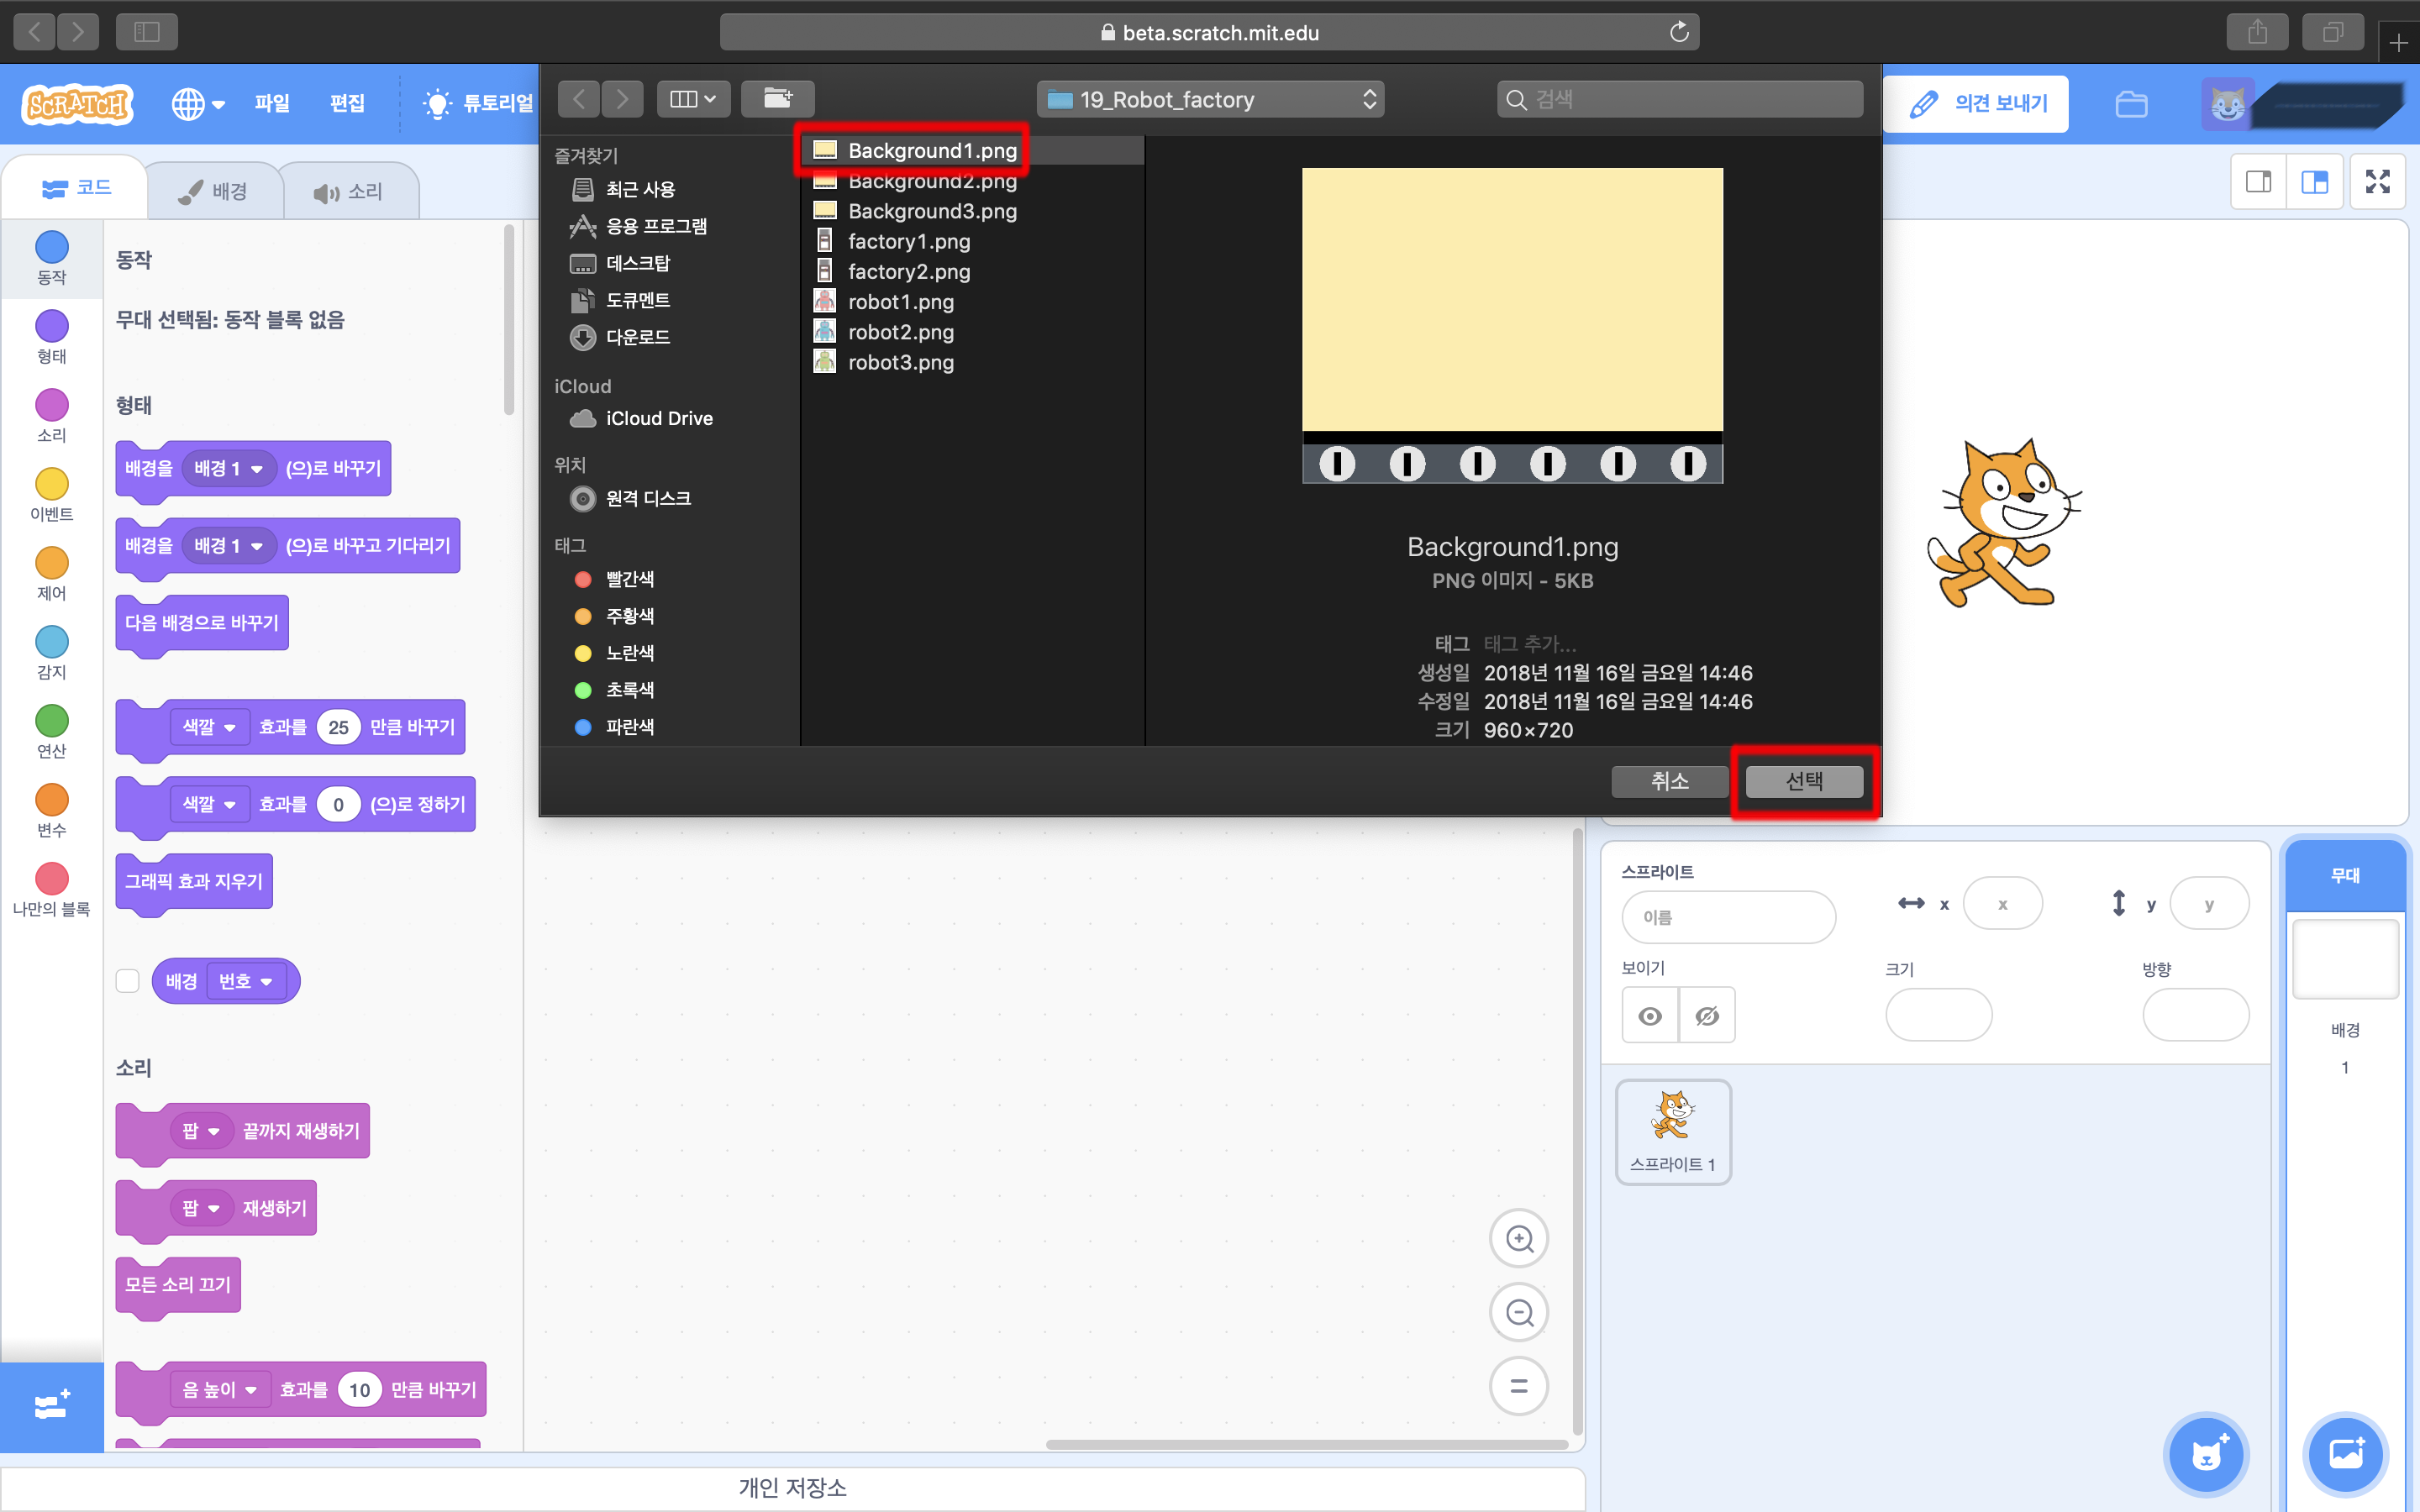 beta.scratch.mit.edu
SCRATCH
파일
편집
튜토리얼
19_Robot_factory
검색
의견 보내기
코드
배경
소리
즐겨찾기
최근 사용
응용 프로그램
데스크탑
도큐멘트
다운로드
iCloud
iCloud Drive
위치
원격 디스크
태그
빨간색
주황색
노란색
초록색
파란색
Background1.png
Background2.png
Background3.png
factory1.png
factory2.png
robot1.png
robot2.png
robot3.png
Background1.png
PNG 이미지 - 5KB
태그 태그 추가...
생성일 2018년 11월 16일 금요일 14:46
수정일 2018년 11월 16일 금요일 14:46
크기 960×720
취소
선택
동작
형태
소리
이벤트
제어
감지
연산
변수
나만의 블록
동작
무대 선택됨: 동작 블록 없음
형태
배경을 배경 1 (으)로 바꾸기
배경을 배경 1 (으)로 바꾸고 기다리기
다음 배경으로 바꾸기
색깔 효과를 25 만큼 바꾸기
색깔 효과를 0 (으)로 정하기
그래픽 효과 지우기
배경 번호
소리
팝 끝까지 재생하기
팝 재생하기
모든 소리 끄기
음 높이 효과를 10 만큼 바꾸기
개인 저장소
스프라이트
이름
x x
y y
보이기
크기
방향
스프라이트 1
무대
배경
1